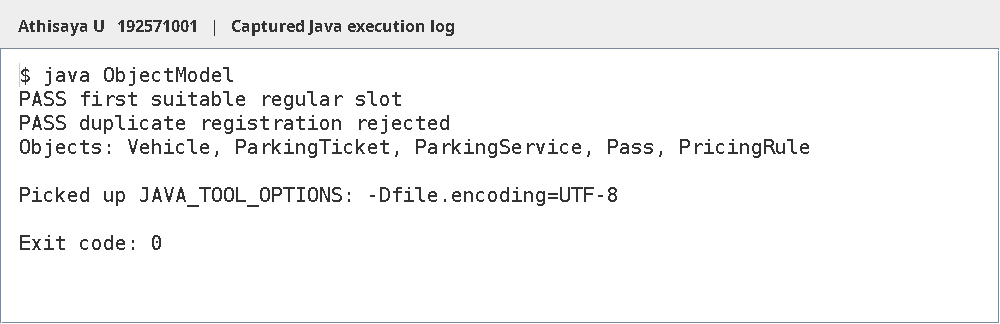 Athisaya U 192571001 | Captured Java execution log
$ java ObjectModel
PASS first suitable regular slot
PASS duplicate registration rejected
Objects: Vehicle, ParkingTicket, ParkingService, Pass, PricingRule
Picked up JAVA_TOOL_OPTIONS: -Dfile.encoding=UTF-8
Exit code: 0